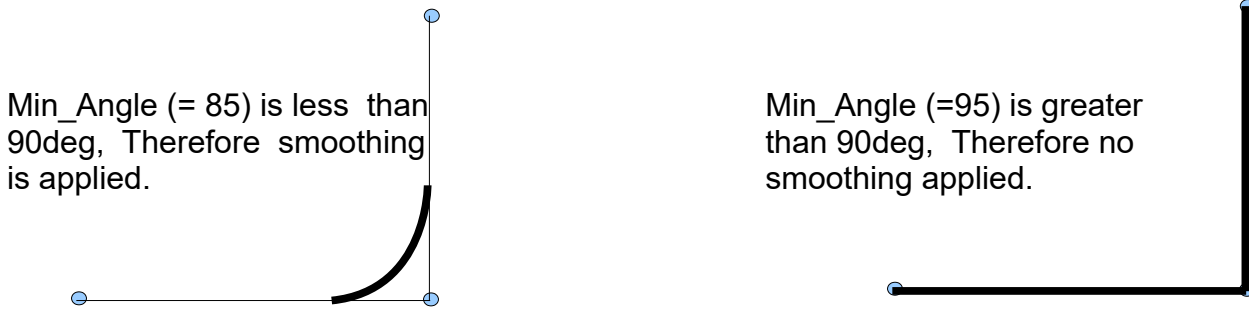 Min_Angle (= 85) is less  than
90deg,  Therefore  smoothing
is applied.
Min_Angle (=95) is greater
than 90deg,  Therefore no
smoothing applied.